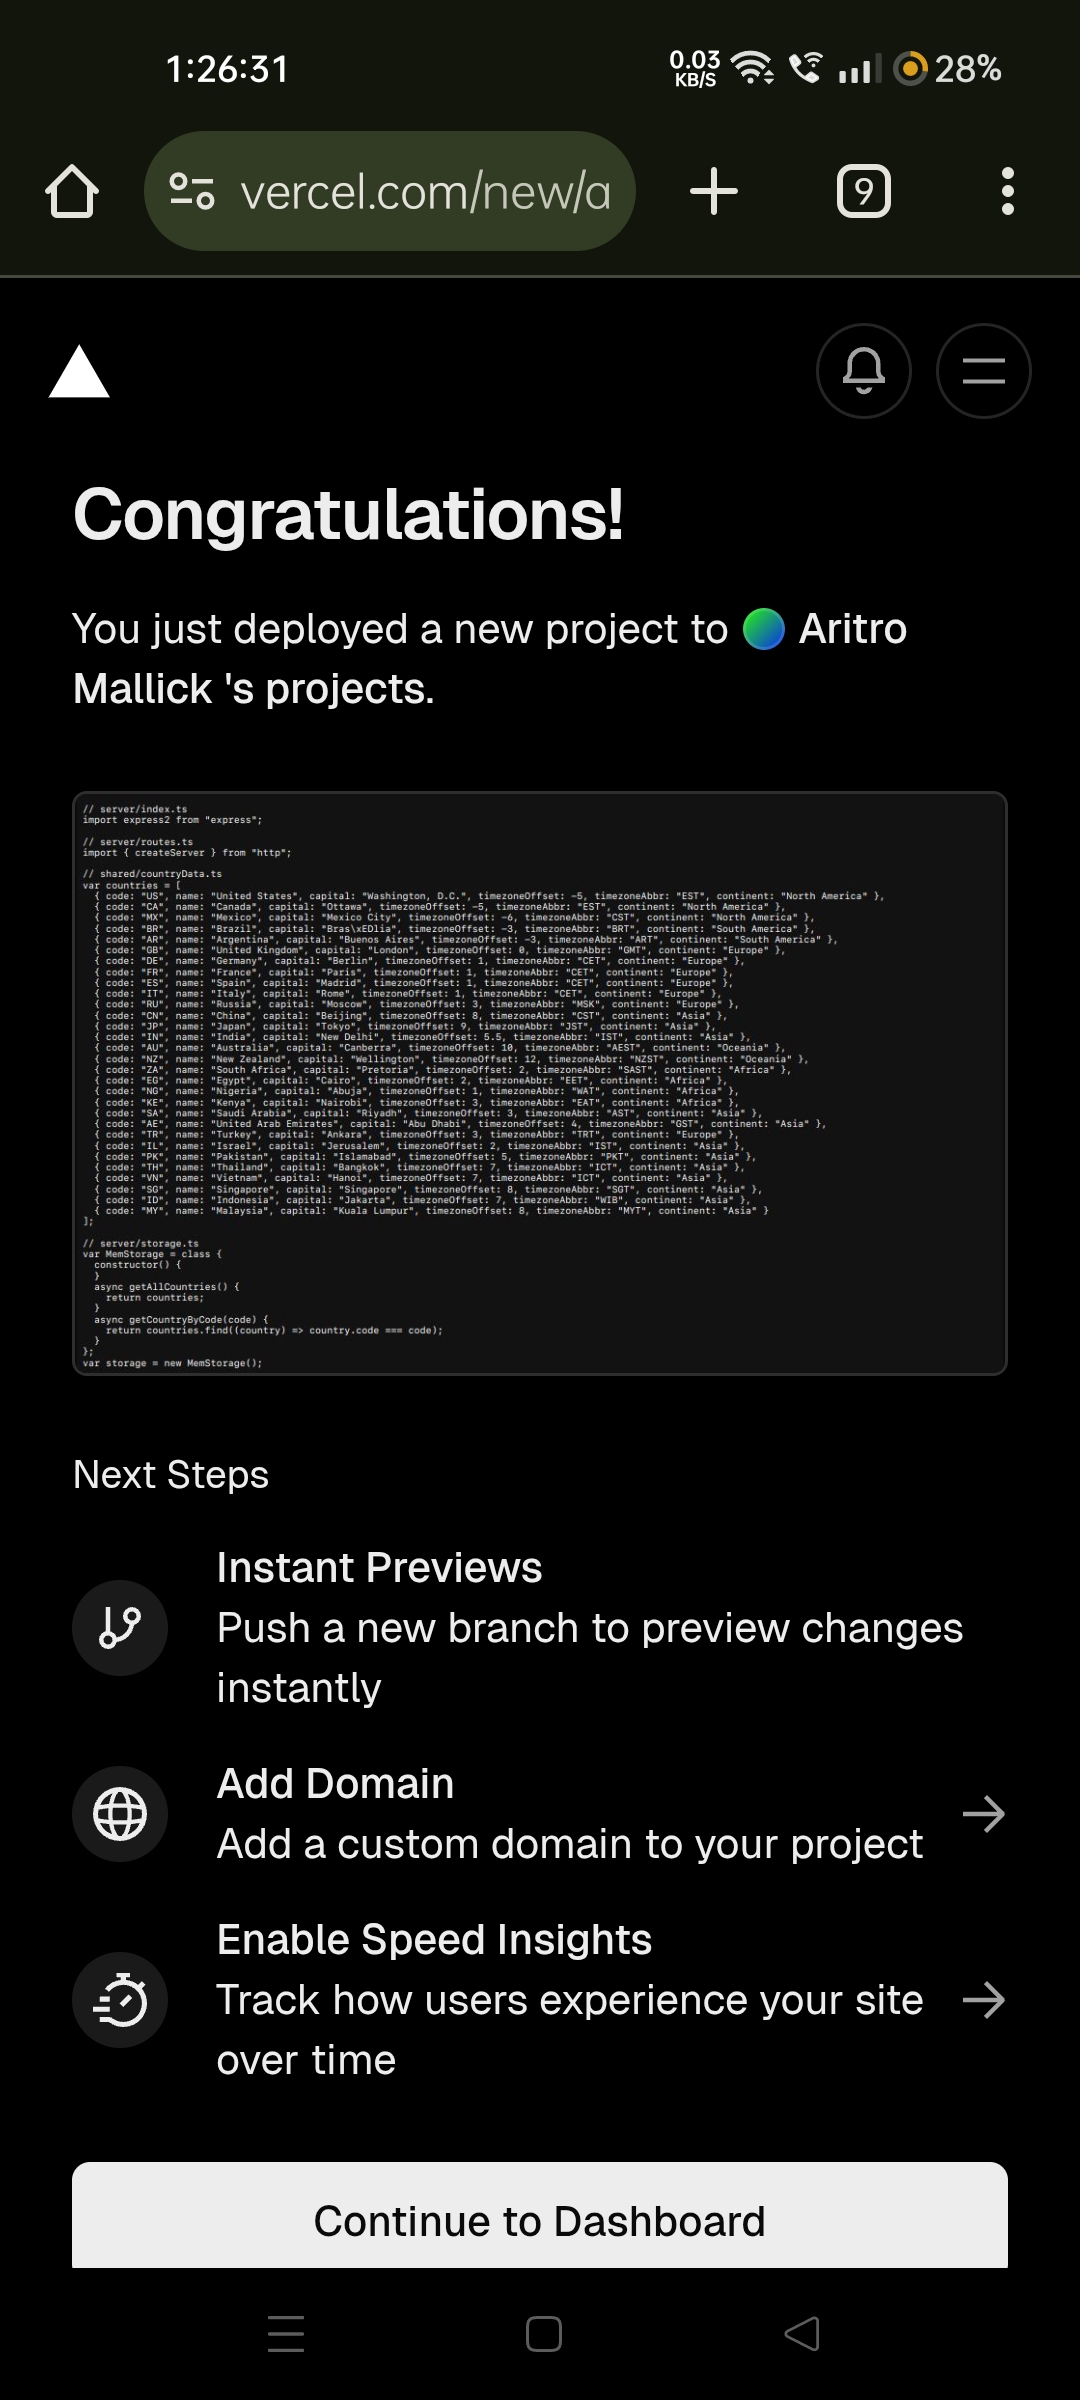 1:26:31
0.03
KB/S
28%
vercel.com/new/a
9
Congratulations!
You just deployed a new project to Aritro
Mallick 's projects.
// server/index.ts
import express2 from "express";
// server/routes.ts
import { createServer } from "http";
// shared/countryData.ts
var countries = [
{ code: "US", name: "United States", capital: "Washington, D.C.", timezoneOffset: -5, timezoneAbbr: "EST", continent: "North America" },
{ code: "CA", name: "Canada", capital: "Ottawa", timezoneOffset: -5, timezoneAbbr: "EST", continent: "North America" },
{ code: "MX", name: "Mexico", capital: "Mexico City", timezoneOffset: -6, timezoneAbbr: "CST", continent: "North America" },
{ code: "BR", name: "Brazil", capital: "Bras\xEDlia", timezoneOffset: -3, timezoneAbbr: "BRT", continent: "South America" },
{ code: "AR", name: "Argentina", capital: "Buenos Aires", timezoneOffset: -3, timezoneAbbr: "ART", continent: "South America" },
{ code: "GB", name: "United Kingdom", capital: "London", timezoneOffset: 0, timezoneAbbr: "GMT", continent: "Europe" },
{ code: "DE", name: "Germany", capital: "Berlin", timezoneOffset: 1, timezoneAbbr: "CET", continent: "Europe" },
{ code: "FR", name: "France", capital: "Paris", timezoneOffset: 1, timezoneAbbr: "CET", continent: "Europe" },
{ code: "ES", name: "Spain", capital: "Madrid", timezoneOffset: 1, timezoneAbbr: "CET", continent: "Europe" },
{ code: "IT", name: "Italy", capital: "Rome", timezoneOffset: 1, timezoneAbbr: "CET", continent: "Europe" },
{ code: "RU", name: "Russia", capital: "Moscow", timezoneOffset: 3, timezoneAbbr: "MSK", continent: "Europe" },
{ code: "CN", name: "China", capital: "Beijing", timezoneOffset: 8, timezoneAbbr: "CST", continent: "Asia" },
{ code: "JP", name: "Japan", capital: "Tokyo", timezoneOffset: 9, timezoneAbbr: "JST", continent: "Asia" },
{ code: "IN", name: "India", capital: "New Delhi", timezoneOffset: 5.5, timezoneAbbr: "IST", continent: "Asia" },
{ code: "AU", name: "Australia", capital: "Canberra", timezoneOffset: 10, timezoneAbbr: "AEST", continent: "Oceania" },
{ code: "NZ", name: "New Zealand", capital: "Wellington", timezoneOffset: 12, timezoneAbbr: "NZST", continent: "Oceania" },
{ code: "ZA", name: "South Africa", capital: "Pretoria", timezoneOffset: 2, timezoneAbbr: "SAST", continent: "Africa" },
{ code: "EG", name: "Egypt", capital: "Cairo", timezoneOffset: 2, timezoneAbbr: "EET", continent: "Africa" },
{ code: "NG", name: "Nigeria", capital: "Abuja", timezoneOffset: 1, timezoneAbbr: "WAT", continent: "Africa" },
{ code: "KE", name: "Kenya", capital: "Nairobi", timezoneOffset: 3, timezoneAbbr: "EAT", continent: "Africa" },
{ code: "SA", name: "Saudi Arabia", capital: "Riyadh", timezoneOffset: 3, timezoneAbbr: "AST", continent: "Asia" },
{ code: "AE", name: "United Arab Emirates", capital: "Abu Dhabi", timezoneOffset: 4, timezoneAbbr: "GST", continent: "Asia" },
{ code: "TR", name: "Turkey", capital: "Ankara", timezoneOffset: 3, timezoneAbbr: "TRT", continent: "Europe" },
{ code: "IL", name: "Israel", capital: "Jerusalem", timezoneOffset: 2, timezoneAbbr: "IST", continent: "Asia" },
{ code: "PK", name: "Pakistan", capital: "Islamabad", timezoneOffset: 5, timezoneAbbr: "PKT", continent: "Asia" },
{ code: "TH", name: "Thailand", capital: "Bangkok", timezoneOffset: 7, timezoneAbbr: "ICT", continent: "Asia" },
{ code: "VN", name: "Vietnam", capital: "Hanoi", timezoneOffset: 7, timezoneAbbr: "ICT", continent: "Asia" },
{ code: "SG", name: "Singapore", capital: "Singapore", timezoneOffset: 8, timezoneAbbr: "SGT", continent: "Asia" },
{ code: "ID", name: "Indonesia", capital: "Jakarta", timezoneOffset: 7, timezoneAbbr: "WIB", continent: "Asia" },
{ code: "MY", name: "Malaysia", capital: "Kuala Lumpur", timezoneOffset: 8, timezoneAbbr: "MYT", continent: "Asia" }
];
// server/storage.ts
var MemStorage = class {
constructor() {
}
async getAllCountries() {
return countries;
}
async getCountryByCode(code) {
return countries.find((country) => country.code === code);
}
};
var storage = new MemStorage();
Next Steps
Instant Previews
Push a new branch to preview changes
instantly
Add Domain
Add a custom domain to your project
Enable Speed Insights
Track how users experience your site
over time
Continue to Dashboard